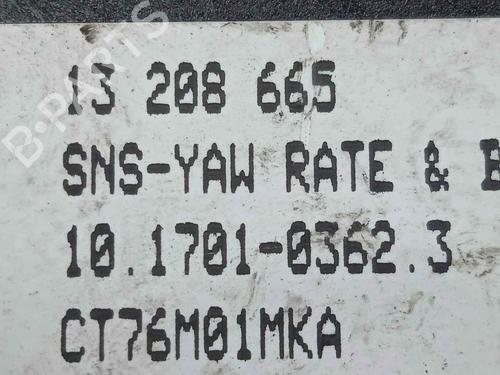 B-PARTS
13 208 665
SNS-YAW RATE & B
10.1701-0362.3
CT76M01MKA